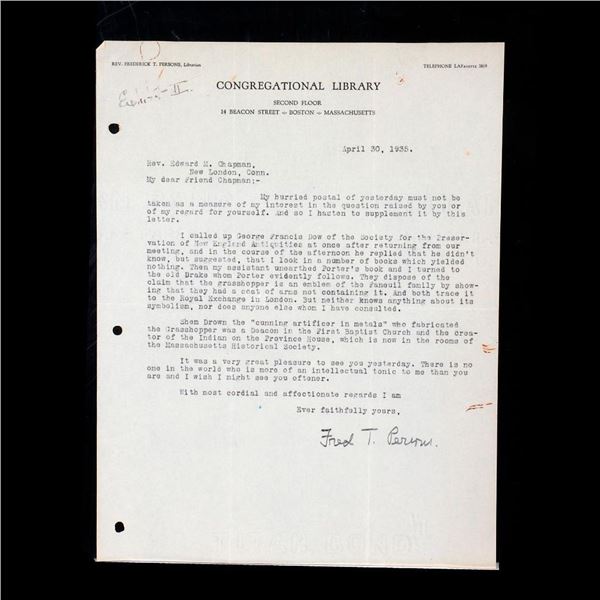 REV. FREDERICK T. PERSONS, Librarian
TELEPHONE LAFayette
CONGREGATIONAL LIBRARY
SECOND FLOOR
14 BEACON STREET - BOSTON - MASSACHUSETTS
April 30, 1935.
Rev. Edward M. Chapman,
New London, Conn.
My dear Friend Chapman:-
My hurried postal of yesterday must not be
taken as a measure of my interest in the question raised by you or
of my regard for yourself. And so I hasten to supplement it by this
letter.
I called up George Francis Dow of the Society for the Preser-
vation of New England Antiquities at once after returning from our
meeting, and in the course of the afternoon he replied that he didn't
know, but suggested, that I look in a number of books which yielded
nothing. Then my assistant unearthed Porter's book and I turned to
the old Drake whom Porter evidently follows. They dispose of the
claim that the grasshopper is an emblem of the Faneuil family by show-
ing that they had a coat of arms not containing it. And both trace it
to the Royal Exchange in London. But neither knows anything about its
symbolism, nor does anyone else whom I have consulted.
Shem Drown the "cunning artificer in metals" who fabricated
the Grasshopper was a Deacon in the First Baptist Church and the crea-
tor of the Indian on the Province House, which is now in the rooms of
the Massachusetts Historical Society.
It was a very great pleasure to see you yesterday. There is no
one in the world who is more of an intellectual tonic to me than you
are and I wish I might see you oftener.
With most cordial and affectionate regards I am
Ever faithfully yours,
Fred T. Persons.